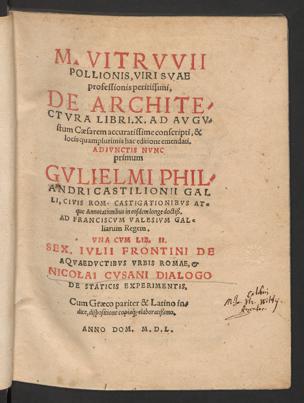 M. VITRVVII
POLLIONIS, VIRI SVAE
professionis peritissimi,
DE ARCHITE-
CTVRA LIBRI. X. AD AVGV-
stum Cæsarem accuratissime conscripti, &
locis quamplurimis hac editione emendati.
ADIVNCTIS NVNC
primum
GVLIELMI PHIL-
ANDRI CASTILIONII GAL-
LI, CIVIS ROM. CASTIGATIONIBVS AT-
que Annotationibus in eosdem longe doctiss.
AD FRANCISCVM VALESIVM GAL-
liarum Regem.
VNA CVM LIB. II.
SEX. IVLII FRONTINI DE
AQVAEDVCTIBVS VRBIS ROMAE, &
NICOLAI CVSANI DIALOGO
DE STATICIS EXPERIMENTIS.
Cum Græco pariter & Latino in-
dice, dispositione copiaq; elaboratissimo.
ANNO DOM. M. D. L.